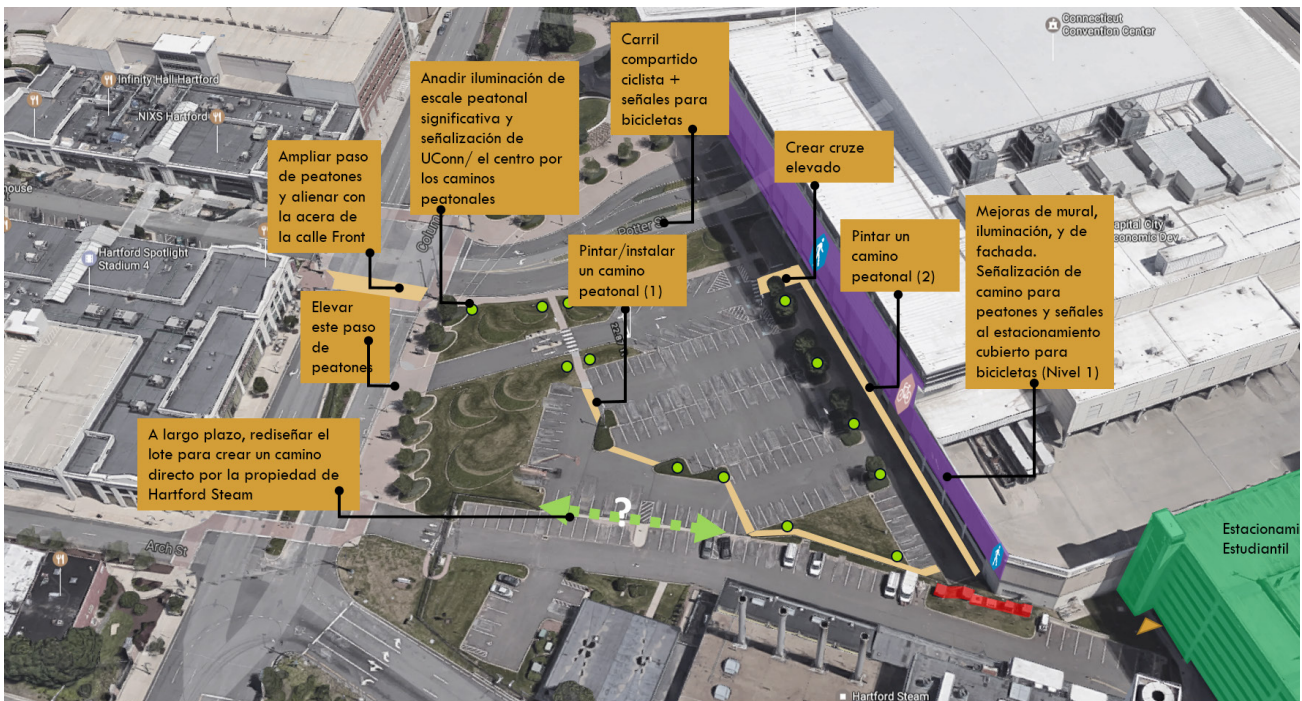 Connecticut
Convention Center
Carril
compartido
ciclista +
señales para
bicicletas
Infinity Hall Hartford
NIXS Hartford
Anadir iluminación de
escale peatonal
significativa y
señalización de
UConn/ el centro por
los caminos
peatonales
Crear cruze
elevado
Ampliar paso
de peatones
y alienar con
la acera de
la calle Front
Mejoras de mural,
iluminación, y de
fachada.
Señalización de
camino para
peatones y señales
al estacionamiento
cubierto para
bicicletas (Nivel 1)
Potter S
Colum
Pintar un
camino
peatonal (2)
Pintar/instalar
un camino
peatonal (1)
apital City
onomic Dev
house
Hartford Spotlight
Stadium 4
Elevar
este paso
de
peatones
A largo plazo, rediseñar el
lote para crear un camino
directo por la propiedad de
Hartford Steam
?
Arch St
Estacionami
Estudiantil
Hartford Steam